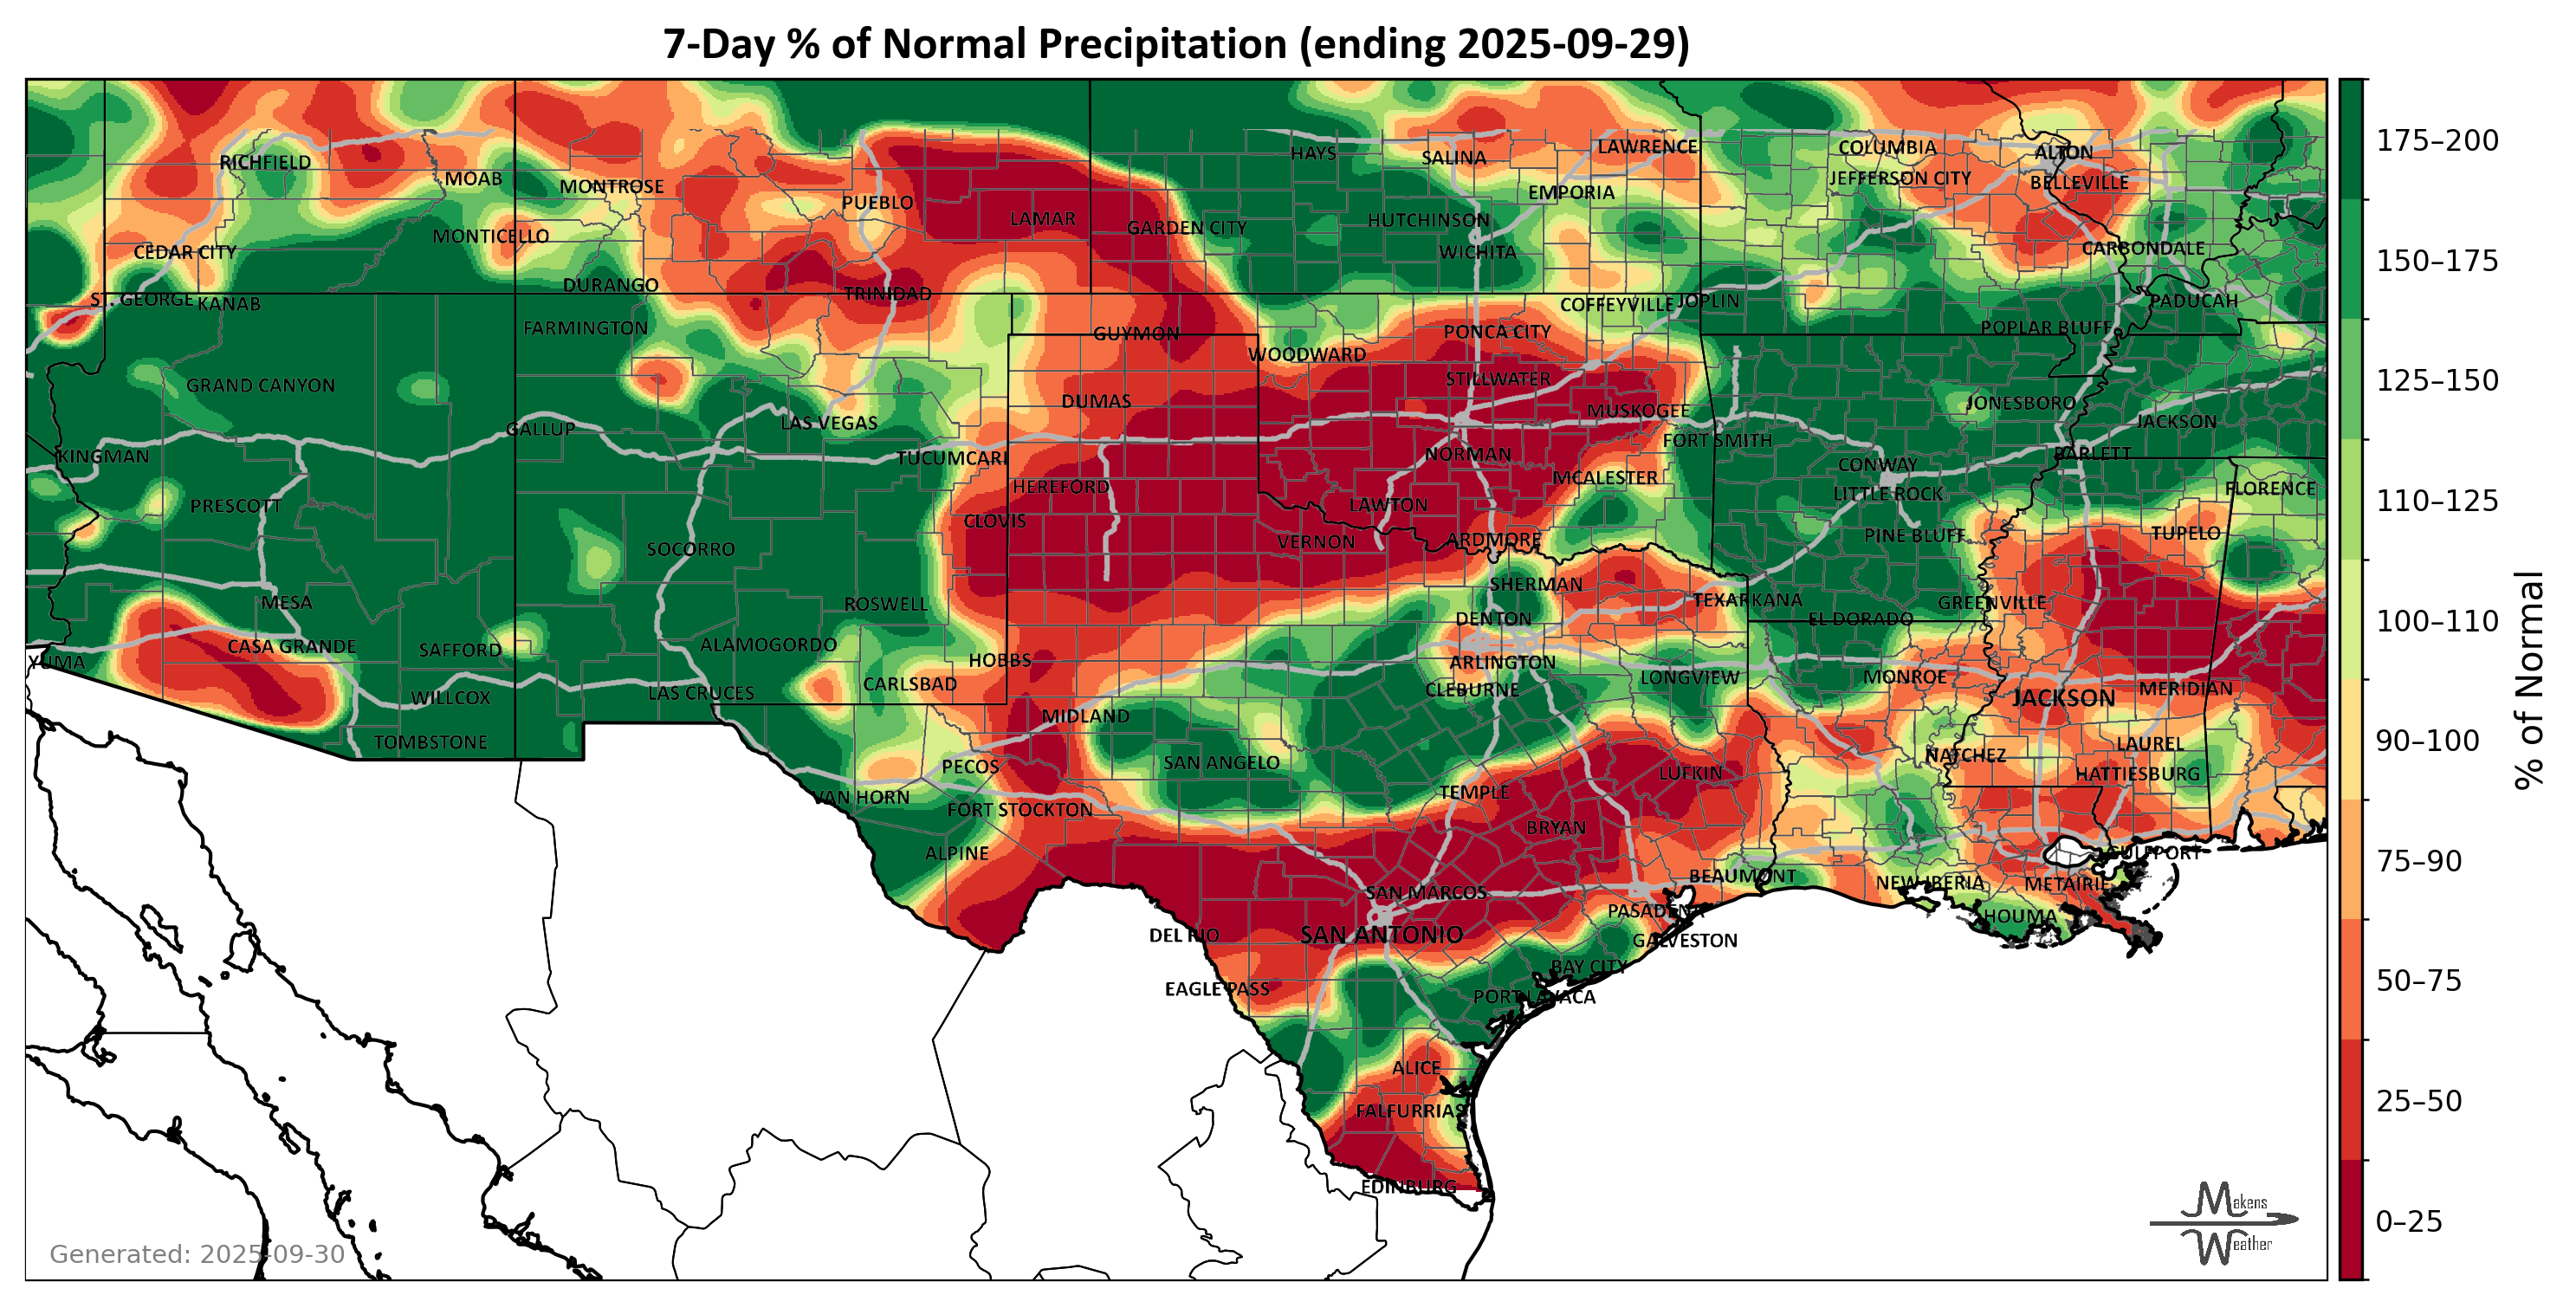 7-Day % of Normal Precipitation (ending 2025-09-29)
HAYS
SALINA
LAWRENCE
COLUMBIA
ALTON
RICHFIELD
MOAB
MONTROSE
EMPORIA
JEFFERSON CITY
BELLEVILLE
PUEBLO
LAMAR
GARDEN CITY
HUTCHINSON
MONTICELLO
CEDAR CITY
WICHITA
CARBONDALE
DURANGO
TRINIDAD
ST. GEORGE
KANAB
COFFEYVILLE
JOPLIN
PADUCAH
FARMINGTON
GUYMON
PONCA CITY
POPLAR BLUFF
WOODWARD
GRAND CANYON
STILLWATER
DUMAS
MUSKOGEE
JONESBORO
GALLUP
LAS VEGAS
JACKSON
KINGMAN
TUCUMCARI
NORMAN
FORT SMITH
BARLETT
CONWAY
MCALESTER
HEREFORD
LITTLE ROCK
FLORENCE
PRESCOTT
LAWTON
CLOVIS
VERNON
ARDMORE
PINE BLUFF
TUPELO
SOCORRO
SHERMAN
MESA
ROSWELL
TEXARKANA
GREENVILLE
DENTON
EL DORADO
CASA GRANDE
SAFFORD
ALAMOGORDO
YUMA
HOBBS
ARLINGTON
WILLCOX
LAS CRUCES
CARLSBAD
CLEBURNE
LONGVIEW
MONROE
JACKSON
MERIDIAN
MIDLAND
TOMBSTONE
NATCHEZ
LAUREL
PECOS
SAN ANGELO
LUFKIN
HATTIESBURG
VAN HORN
FORT STOCKTON
TEMPLE
BRYAN
ALPINE
GULFPORT
SAN MARCOS
BEAUMONT
NEW IBERIA
METAIRIE
PASADENA
HOUMA
DEL RIO
SAN ANTONIO
GALVESTON
BAY CITY
EAGLE PASS
PORT LAVACA
ALICE
FALFURRIAS
EDINBURG
175–200
150–175
125–150
110–125
100–110
90–100
75–90
50–75
25–50
0–25
% of Normal
Generated: 2025-09-30
Makens
Weather